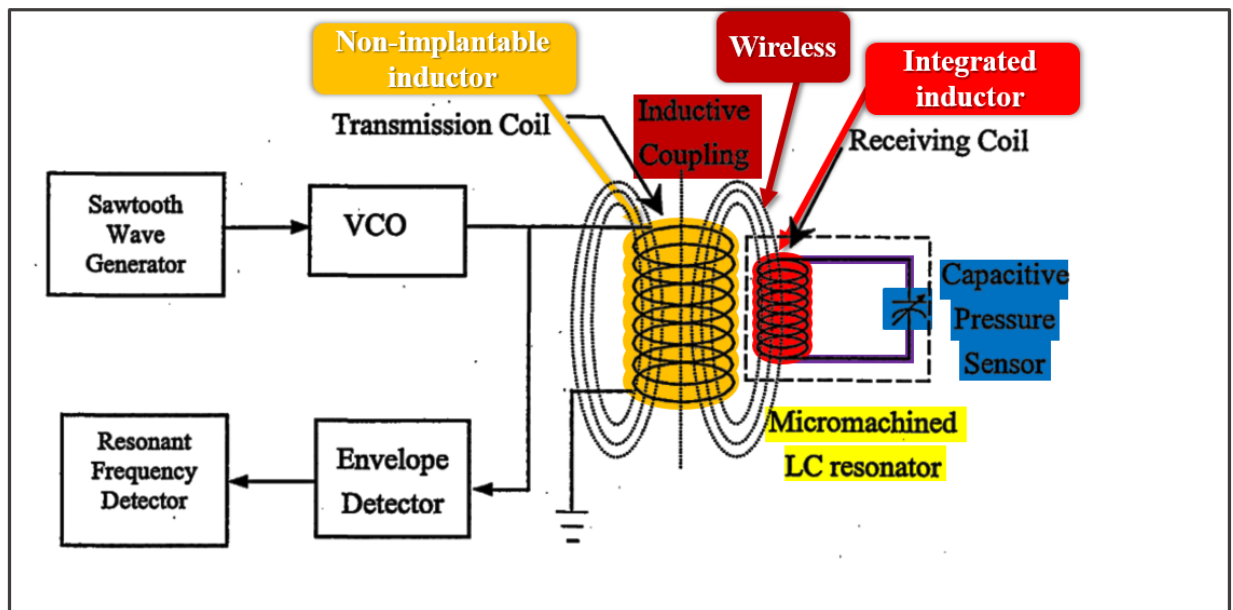 Non-implantable
inductor
Wireless
Integrated
inductor
Transmission Coil
Inductive
Coupling
Receiving Coil
Sawtooth
Wave
Generator
VCO
Capacitive
Pressure
Sensor
Micromachined
LC resonator
Resonant
Frequency
Detector
Envelope
Detector